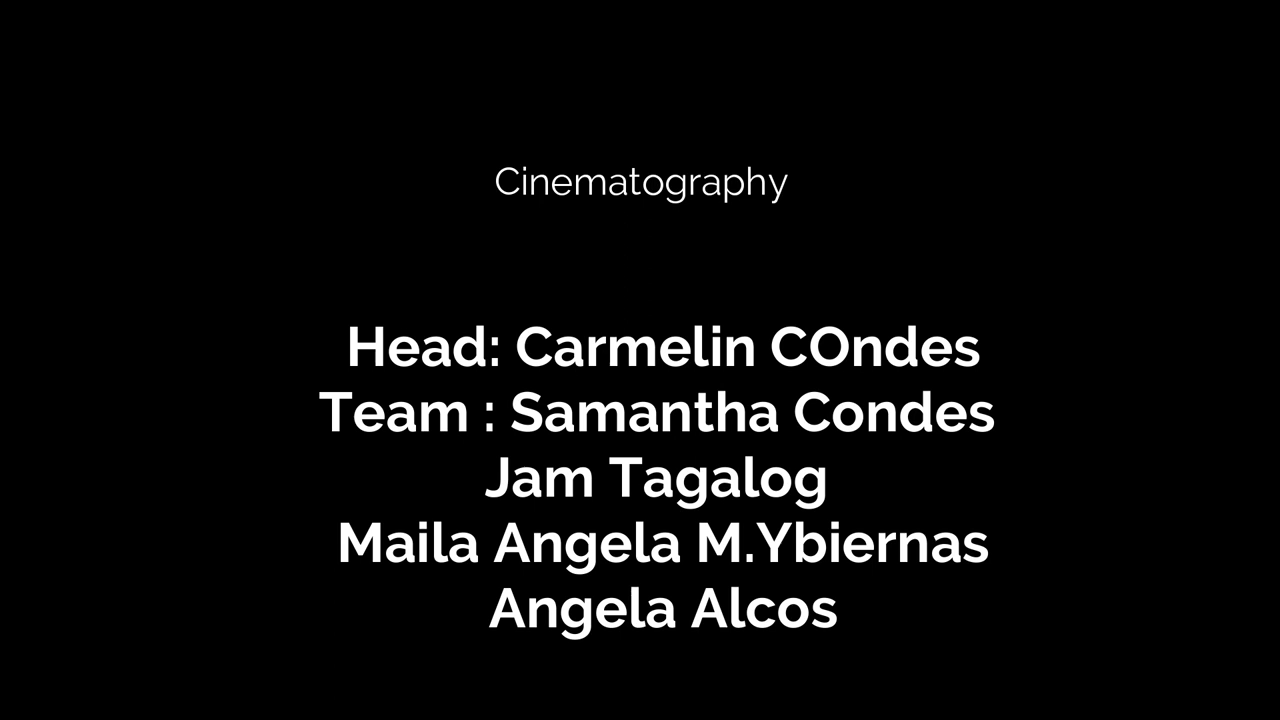 Cinematography
Head: Carmelin COndes
Team : Samantha Condes
Jam Tagalog
Maila Angela M.Ybiernas
Angela Alcos